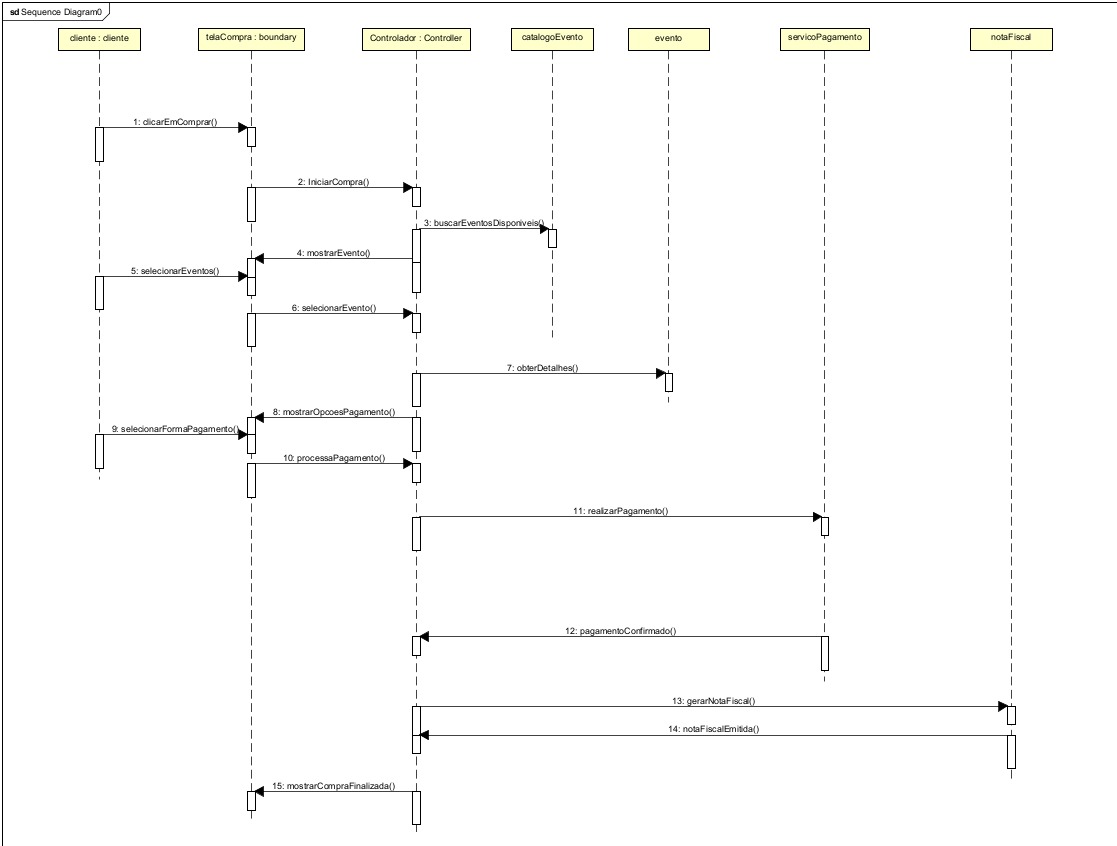 sd Sequence Diagram0
cliente : cliente
telaCompra : boundary
Controlador : Controller
catalogoEvento
evento
servicoPagamento
notaFiscal
1: clicarEmComprar()
2: IniciarCompra()
3: buscarEventosDisponiveis()
4: mostrarEvento()
5: selecionarEventos()
6: selecionarEvento()
7: obterDetalhes()
8: mostrarOpcoesPagamento()
9: selecionarFormaPagamento()
10: processaPagamento()
11: realizarPagamento()
12: pagamentoConfirmado()
13: gerarNotaFiscal()
14: notaFiscalEmitida()
15: mostrarCompraFinalizada()